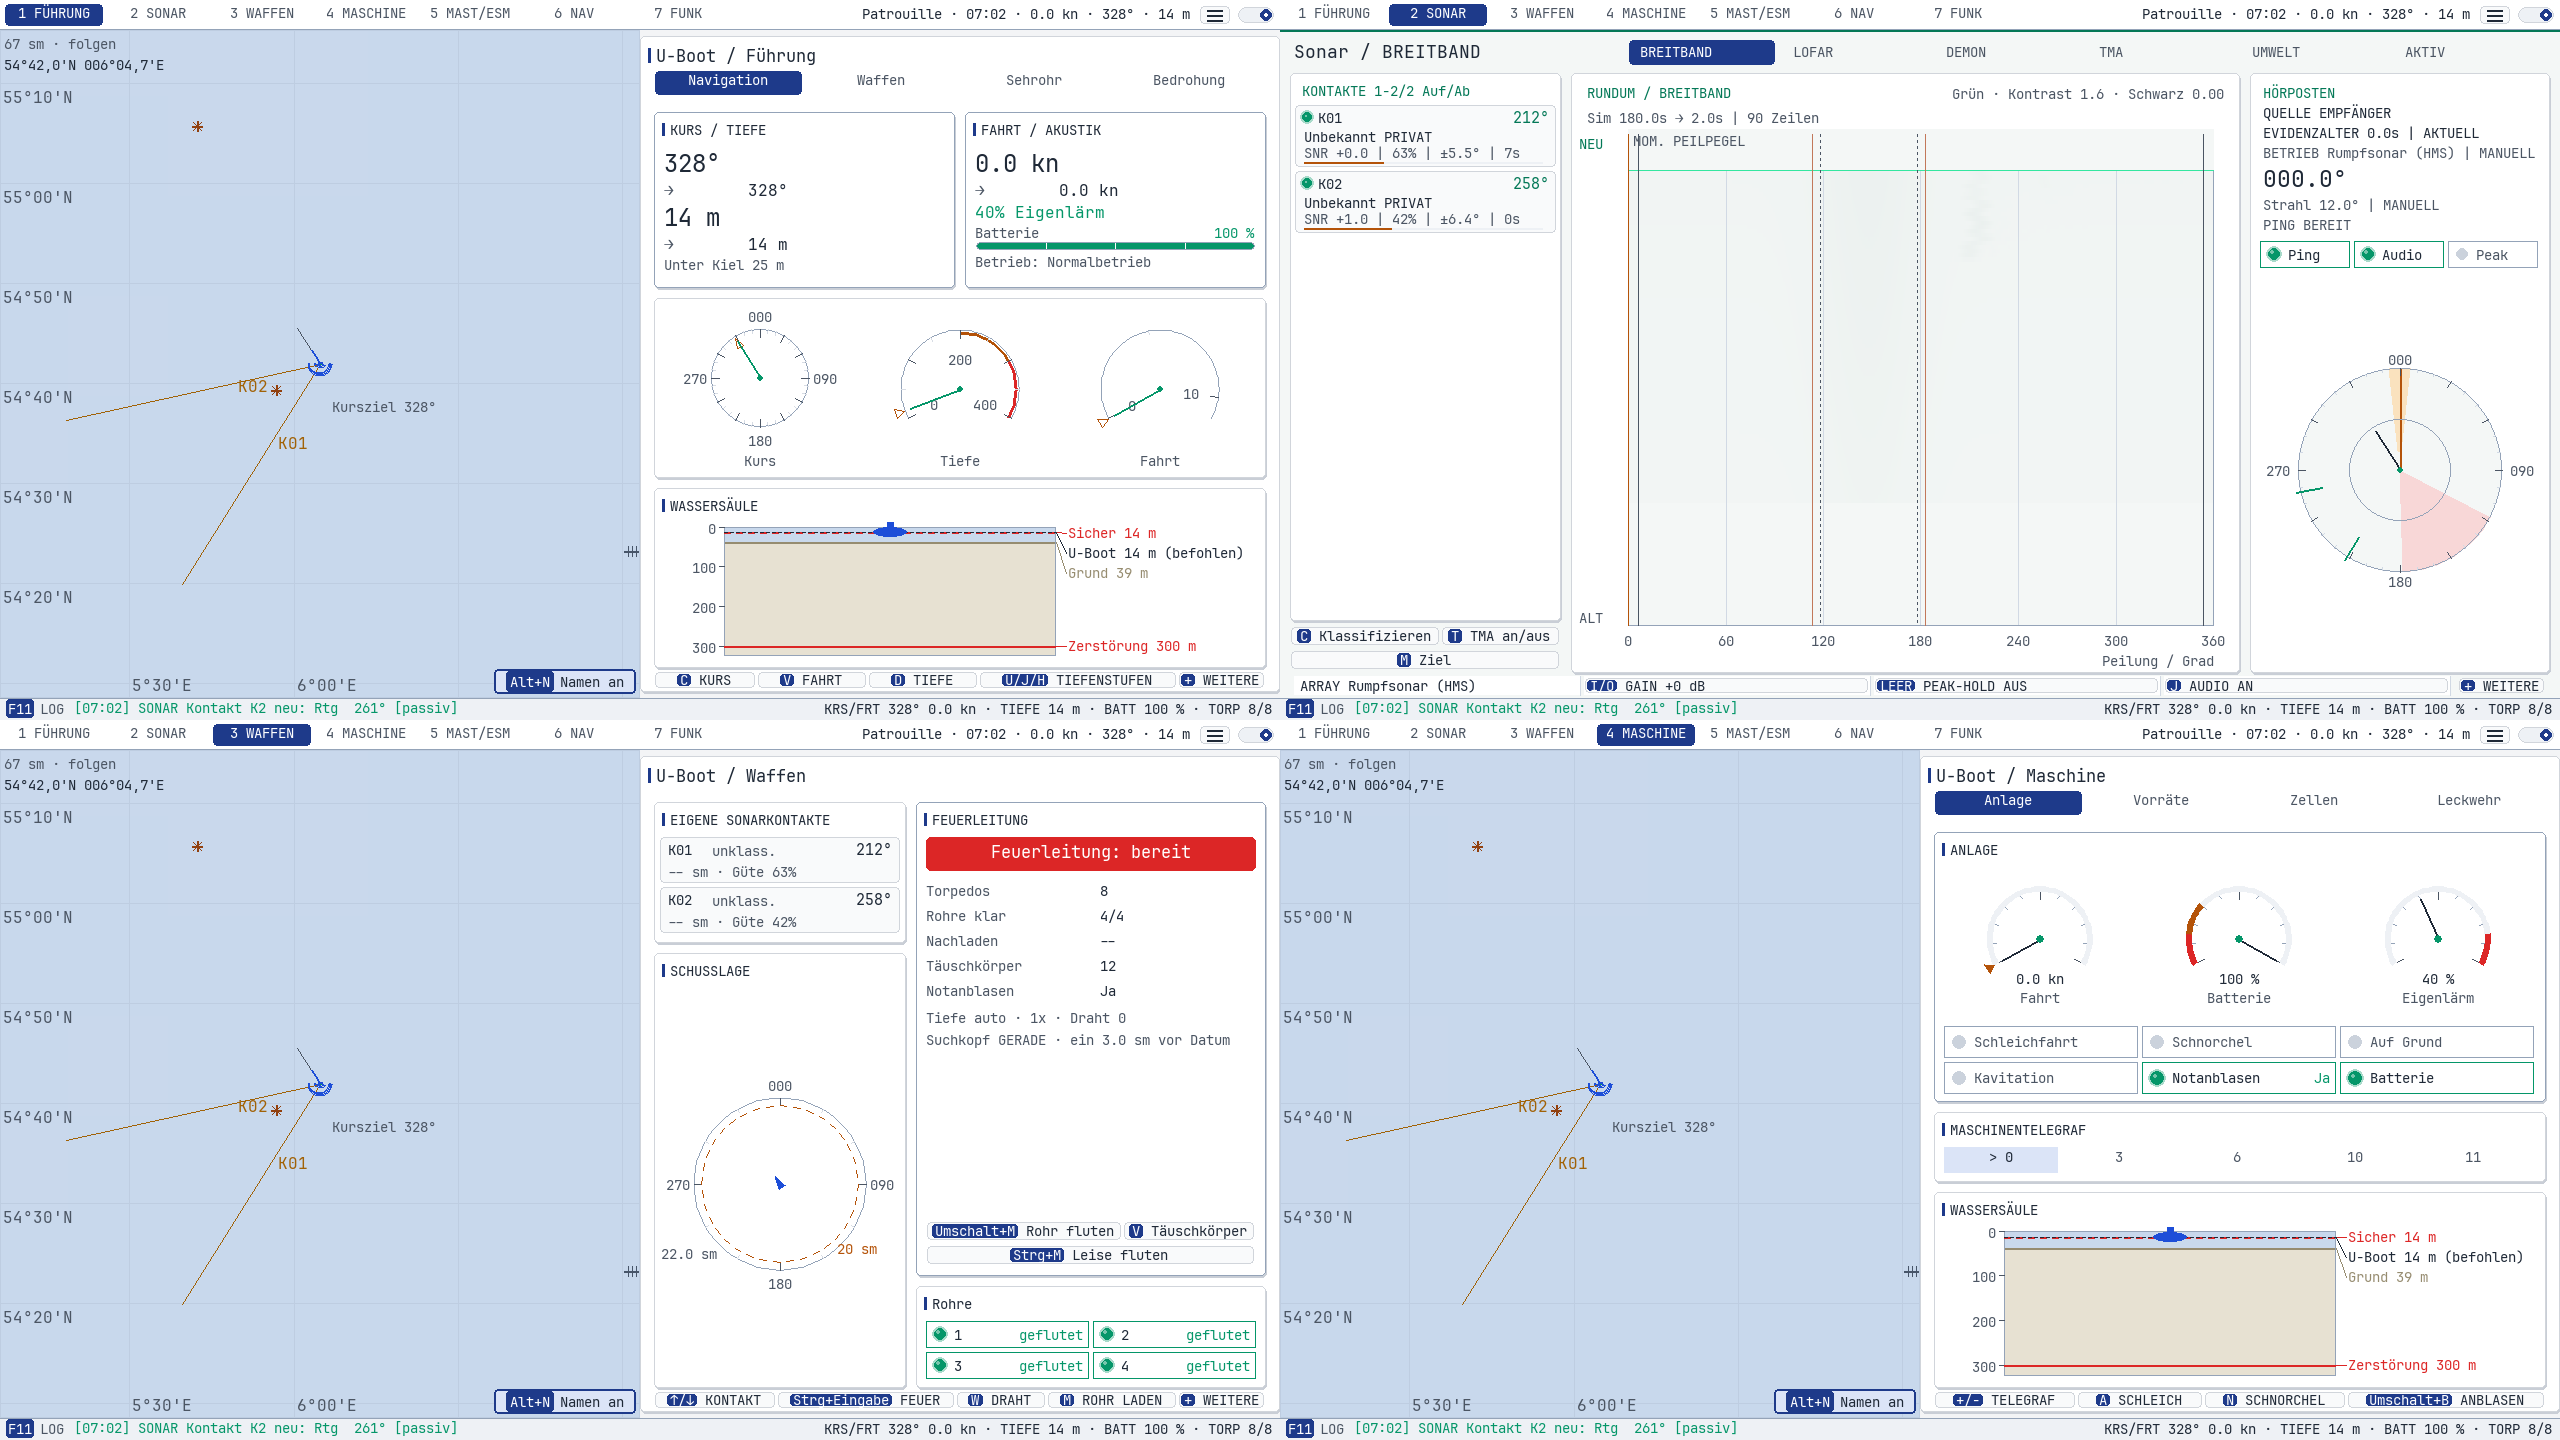 1 FÜHRUNG 2 SONAR 3 WAFFEN 4 MASCHINE 5 MAST/ESM 6 NAV 7 FUNK Patrouille · 07:02 · 0.0 kn · 328° · 14 m
67 sm · folgen
54°42,0'N 006°04,7'E
55°10'N
55°00'N
54°50'N
54°40'N
54°30'N
54°20'N
K02
K01
Kursziel 328°
5°30'E 6°00'E
Alt+N Namen an
U-Boot / Führung
Navigation Waffen Sehrohr Bedrohung
KURS / TIEFE
328°
→ 328°
14 m
→ 14 m
Unter Kiel 25 m
FAHRT / AKUSTIK
0.0 kn
→ 0.0 kn
40% Eigenlärm
Batterie 100 %
Betrieb: Normalbetrieb
000
270 090
180
Kurs
200
0 400
Tiefe
10
0
Fahrt
WASSERSÄULE
0
100
200
300
Sicher 14 m
U-Boot 14 m (befohlen)
Grund 39 m
Zerstörung 300 m
C KURS V FAHRT D TIEFE U/J/H TIEFENSTUFEN + WEITERE
F11 LOG [07:02] SONAR Kontakt K2 neu: Rtg 261° [passiv] KRS/FRT 328° 0.0 kn · TIEFE 14 m · BATT 100 % · TORP 8/8
1 FÜHRUNG 2 SONAR 3 WAFFEN 4 MASCHINE 5 MAST/ESM 6 NAV 7 FUNK Patrouille · 07:02 · 0.0 kn · 328° · 14 m
Sonar / BREITBAND
BREITBAND LOFAR DEMON TMA UMWELT AKTIV
KONTAKTE 1-2/2 Auf/Ab
K01 212°
Unbekannt PRIVAT
SNR +0.0 | 63% | ±5.5° | 7s
K02 258°
Unbekannt PRIVAT
SNR +1.0 | 42% | ±6.4° | 0s
C Klassifizieren T TMA an/aus
M Ziel
RUNDUM / BREITBAND Grün · Kontrast 1.6 · Schwarz 0.00
Sim 180.0s → 2.0s | 90 Zeilen
NEU
NOM. PEILPEGEL
ALT
0 60 120 180 240 300 360
Peilung / Grad
HÖRPOSTEN
QUELLE EMPFÄNGER
EVIDENZALTER 0.0s | AKTUELL
BETRIEB Rumpfsonar (HMS) | MANUELL
000.0°
Strahl 12.0° | MANUELL
PING BEREIT
Ping Audio Peak
000
270 090
180
ARRAY Rumpfsonar (HMS) I/O GAIN +0 dB LEER PEAK-HOLD AUS J AUDIO AN + WEITERE
F11 LOG [07:02] SONAR Kontakt K2 neu: Rtg 261° [passiv] KRS/FRT 328° 0.0 kn · TIEFE 14 m · BATT 100 % · TORP 8/8
1 FÜHRUNG 2 SONAR 3 WAFFEN 4 MASCHINE 5 MAST/ESM 6 NAV 7 FUNK Patrouille · 07:02 · 0.0 kn · 328° · 14 m
67 sm · folgen
54°42,0'N 006°04,7'E
55°10'N
55°00'N
54°50'N
54°40'N
54°30'N
54°20'N
K02
K01
Kursziel 328°
5°30'E 6°00'E
Alt+N Namen an
U-Boot / Waffen
EIGENE SONARKONTAKTE
K01 unklass. 212°
-- sm · Güte 63%
K02 unklass. 258°
-- sm · Güte 42%
SCHUSSLAGE
000
270 090
22.0 sm 20 sm
180
FEUERLEITUNG
Feuerleitung: bereit
Torpedos 8
Rohre klar 4/4
Nachladen --
Täuschkörper 12
Notanblasen Ja
Tiefe auto · 1x · Draht 0
Suchkopf GERADE · ein 3.0 sm vor Datum
Umschalt+M Rohr fluten V Täuschkörper
Strg+M Leise fluten
Rohre
1 geflutet 2 geflutet
3 geflutet 4 geflutet
↑/↓ KONTAKT Strg+Eingabe FEUER W DRAHT M ROHR LADEN + WEITERE
F11 LOG [07:02] SONAR Kontakt K2 neu: Rtg 261° [passiv] KRS/FRT 328° 0.0 kn · TIEFE 14 m · BATT 100 % · TORP 8/8
1 FÜHRUNG 2 SONAR 3 WAFFEN 4 MASCHINE 5 MAST/ESM 6 NAV 7 FUNK Patrouille · 07:02 · 0.0 kn · 328° · 14 m
67 sm · folgen
54°42,0'N 006°04,7'E
55°10'N
55°00'N
54°50'N
54°40'N
54°30'N
54°20'N
K02
K01
Kursziel 328°
5°30'E 6°00'E
Alt+N Namen an
U-Boot / Maschine
Anlage Vorräte Zellen Leckwehr
ANLAGE
0.0 kn 100 % 40 %
Fahrt Batterie Eigenlärm
Schleichfahrt Schnorchel Auf Grund
Kavitation Notanblasen Ja Batterie
MASCHINENTELEGRAF
> 0 3 6 10 11
WASSERSÄULE
0
100
200
300
Sicher 14 m
U-Boot 14 m (befohlen)
Grund 39 m
Zerstörung 300 m
+/- TELEGRAF A SCHLEICH N SCHNORCHEL Umschalt+B ANBLASEN
F11 LOG [07:02] SONAR Kontakt K2 neu: Rtg 261° [passiv] KRS/FRT 328° 0.0 kn · TIEFE 14 m · BATT 100 % · TORP 8/8